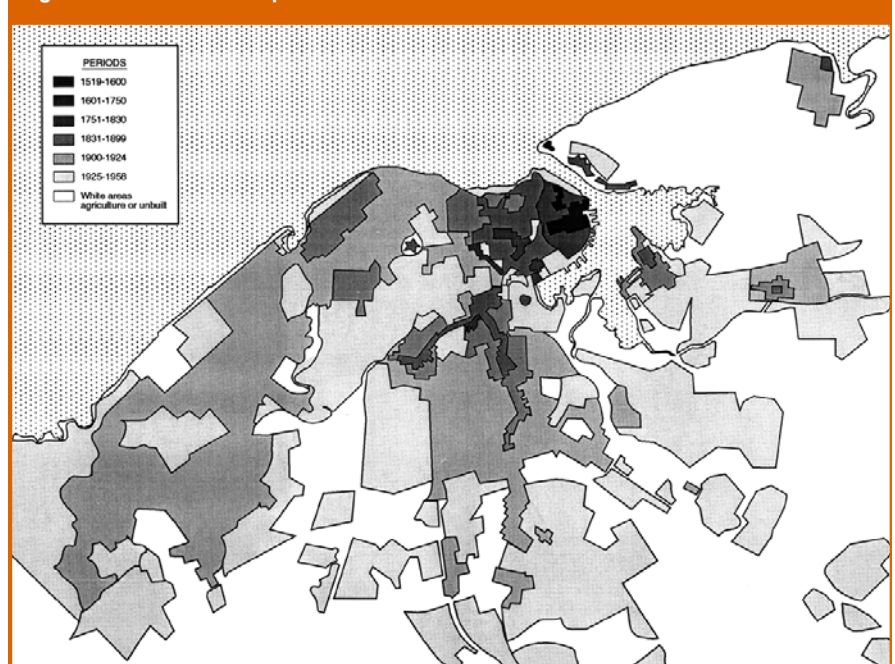 PERIODS
1519-1600
1601-1750
1751-1830
1831-1899
1900-1924
1925-1958
White areas
agriculture or unbuilt